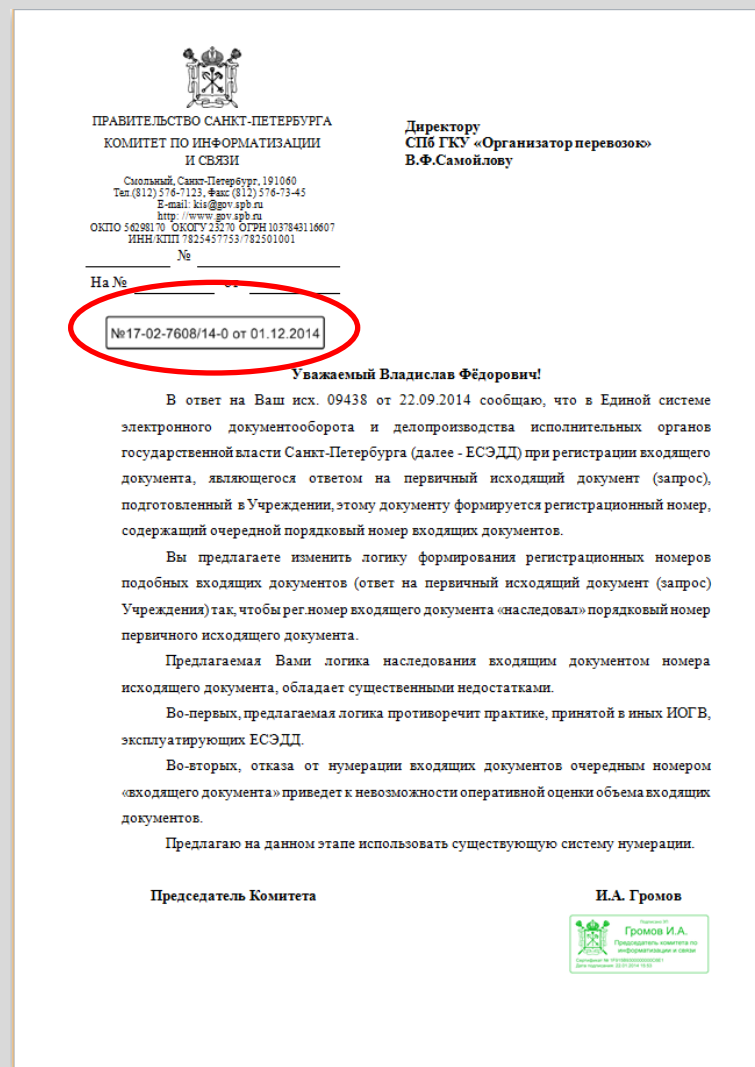 ПРАВИТЕЛЬСТВО САНКТ-ПЕТЕРБУРГА
КОМИТЕТ ПО ИНФОРМАТИЗАЦИИ
И СВЯЗИ
Смольный, Санкт-Петербург, 191060
Тел.(812) 576-7123, Факс (812) 576-73-45
E-mail: kis@gov.spb.ru
http: //www.gov.spb.ru
ОКПО 56298170 ОКОГУ 23270 ОГРН 1037843116607
ИНН/КПП 7825457753/782501001
№
На №
№17-02-7608/14-0 от 01.12.2014
Директору
СПб ГКУ «Организатор перевозок»
В.Ф.Самойлову
Уважаемый Владислав Фёдорович!
В ответ на Ваш исх. 09438 от 22.09.2014 сообщаю, что в Единой системе
электронного документооборота и делопроизводства исполнительных органов
государственной власти Санкт-Петербурга (далее - ЕСЭДД) при регистрации входящего
документа, являющегося ответом на первичный исходящий документ (запрос),
подготовленный в Учреждении, этому документу формируется регистрационный номер,
содержащий очередной порядковый номер входящих документов.
Вы предлагаете изменить логику формирования регистрационных номеров
подобных входящих документов (ответ на первичный исходящий документ (запрос)
Учреждения) так, чтобы рег.номер входящего документа «наследовал» порядковый номер
первичного исходящего документа.
Предлагаемая Вами логика наследования входящим документом номера
исходящего документа, обладает существенными недостатками.
Во-первых, предлагаемая логика противоречит практике, принятой в иных ИОГВ,
эксплуатирующих ЕСЭДД.
Во-вторых, отказа от нумерации входящих документов очередным номером
«входящего документа» приведет к невозможности оперативной оценки объема входящих
документов.
Предлагаю на данном этапе использовать существующую систему нумерации.
Председатель Комитета И.А. Громов
Громов И.А.
Председатель комитета по
информатизации и связи